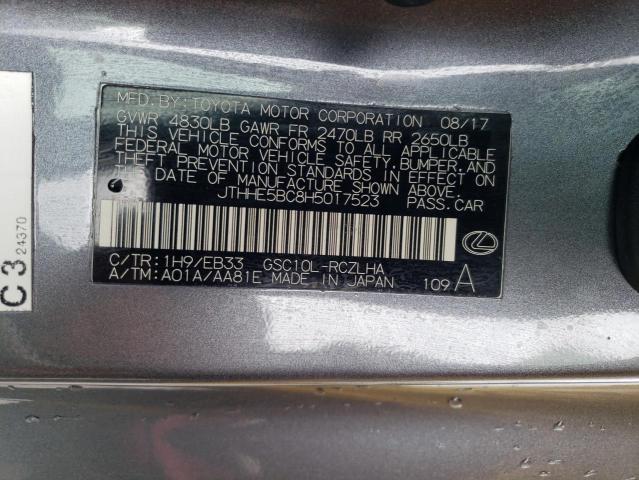 MFD.BY:TOYOTA MOTOR CORPORATION 08/17
GVWR 4830LB GAWR FR 2470LB RR 2650LB
THIS VEHICLE CONFORMS TO ALL APPLICABLE
FEDERAL MOTOR VEHICLE SAFETY, BUMPER, AND
THEFT PREVENTION STANDARDS IN EFFECT ON
THE DATE OF MANUFACTURE SHOWN ABOVE.
JTHHE5BC8H5017523 PASS.CAR
C/TR:1H9/EB33 GSC10L-RCZLHA
A/TM:A01A/AA81E MADE IN JAPAN 109 A
C3
24370